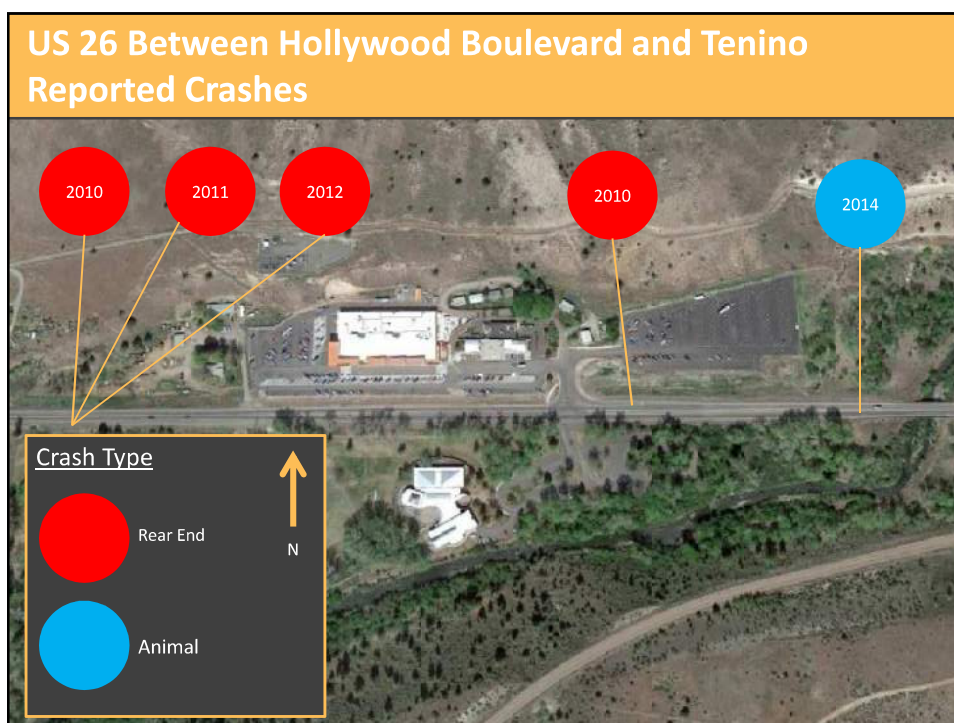 US 26 Between Hollywood Boulevard and Tenino
Reported Crashes
2010
2011
2012
2010
2014
Crash Type
Rear End
N
Animal